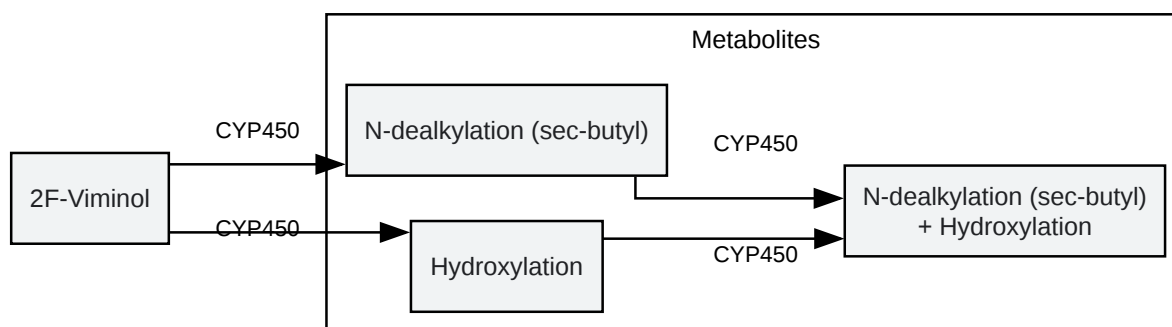 Metabolites
CYP450
N-dealkylation (sec-butyl)
CYP450
2F-Viminol
N-dealkylation (sec-butyl)
+ Hydroxylation
CYP450
Hydroxylation
CYP450